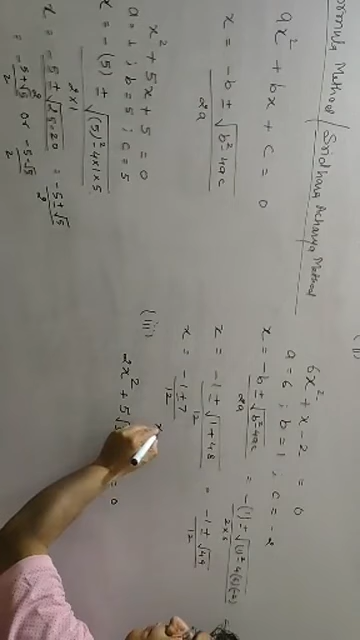 Formula Method / Sridhara Acharya Method
ax² + bx + c = 0
x = -b ± √b²-4ac / 2a
x² + 5x + 5 = 0
a = 1 ; b = 5 ; c = 5
x = -(5) ± √(5)²-4×1×5 / 2×1
x = -5 ± √25-20 / 2 = -5±√5 / 2
= -5+√5 / 2 or -5-√5 / 2
6x² + x - 2 = 0
a = 6 ; b = 1 ; c = -2
x = -b ± √b²-4ac / 2a = -(1) ± √(1)²-4(6)(-2) / 2×6
x = -1 ± √1+48 / 12 = -1 ± √49 / 12
x = -1 ± 7 / 12
(iii) 2x² + 5√ = 0